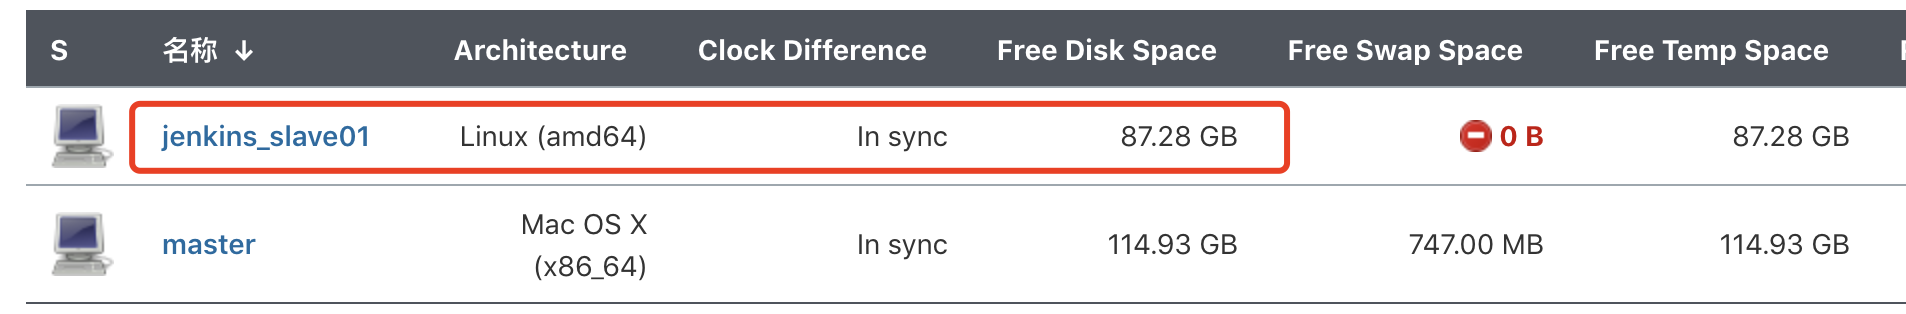 S 名称 ↓ Architecture Clock Difference Free Disk Space Free Swap Space Free Temp Space
jenkins_slave01 Linux (amd64) In sync 87.28 GB 0 B 87.28 GB
master Mac OS X (x86_64) In sync 114.93 GB 747.00 MB 114.93 GB